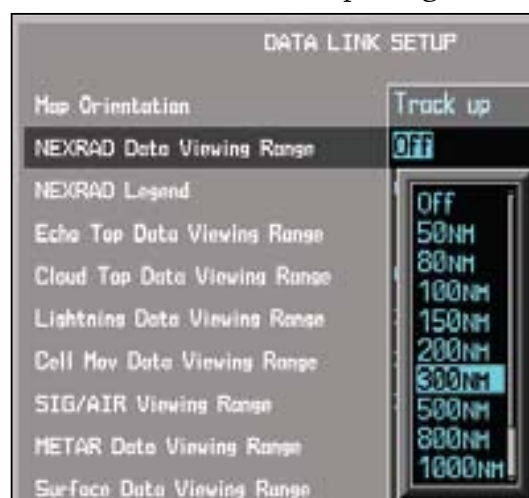 DATA LINK SETUP
Map Orientation
Track up
NEXRAD Data Viewing Range
Off
NEXRAD Legend
Echo Top Data Viewing Range
Cloud Top Data Viewing Range
Lightning Data Viewing Range
Cell Mov Data Viewing Range
SIG/AIR Viewing Range
METAR Data Viewing Range
Surface Data Viewing Range
Off
50NM
80NM
100NM
150NM
200NM
300NM
500NM
800NM
1000NM